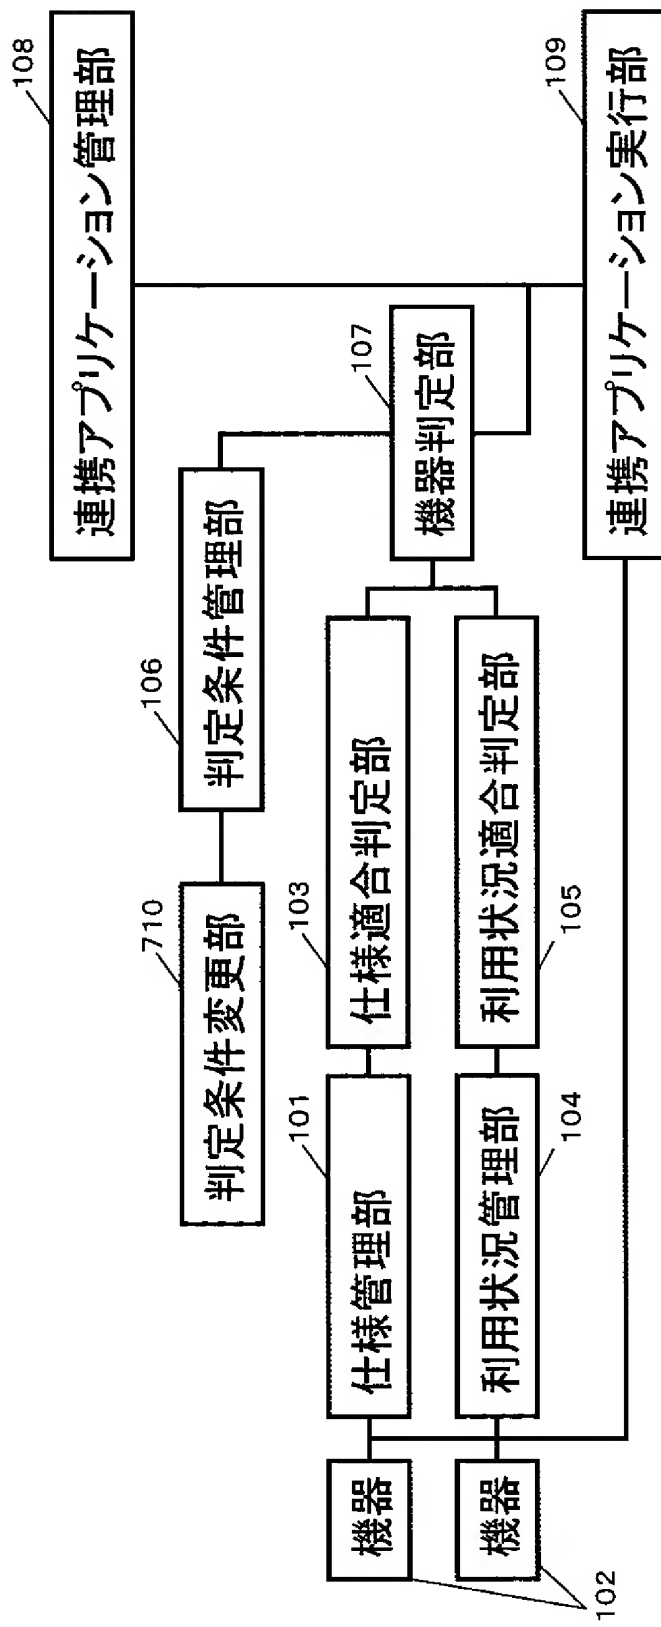 108
連携アプリケーション管理部
710
判定条件変更部
106
判定条件管理部
107
機器判定部
102
機器
機器
101
仕様管理部
103
仕様適合判定部
利用状況管理部
104
利用状況適合判定部
105
109
連携アプリケーション実行部